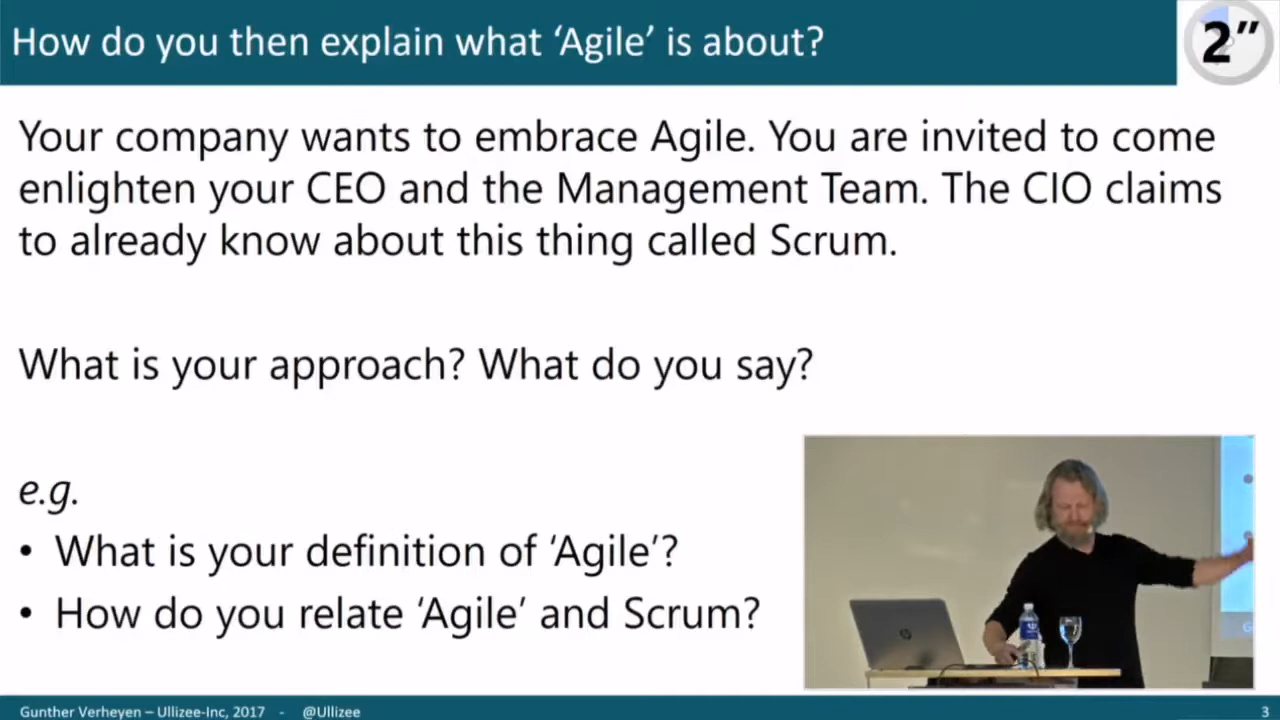 How do you then explain what ‘Agile’ is about?
2”
Your company wants to embrace Agile. You are invited to come
enlighten your CEO and the Management Team. The CIO claims
to already know about this thing called Scrum.
What is your approach? What do you say?
e.g.
• What is your definition of ‘Agile’?
• How do you relate ‘Agile’ and Scrum?
hp
G
Gunther Verheyen – Ullizee-Inc, 2017 - @Ullizee
3